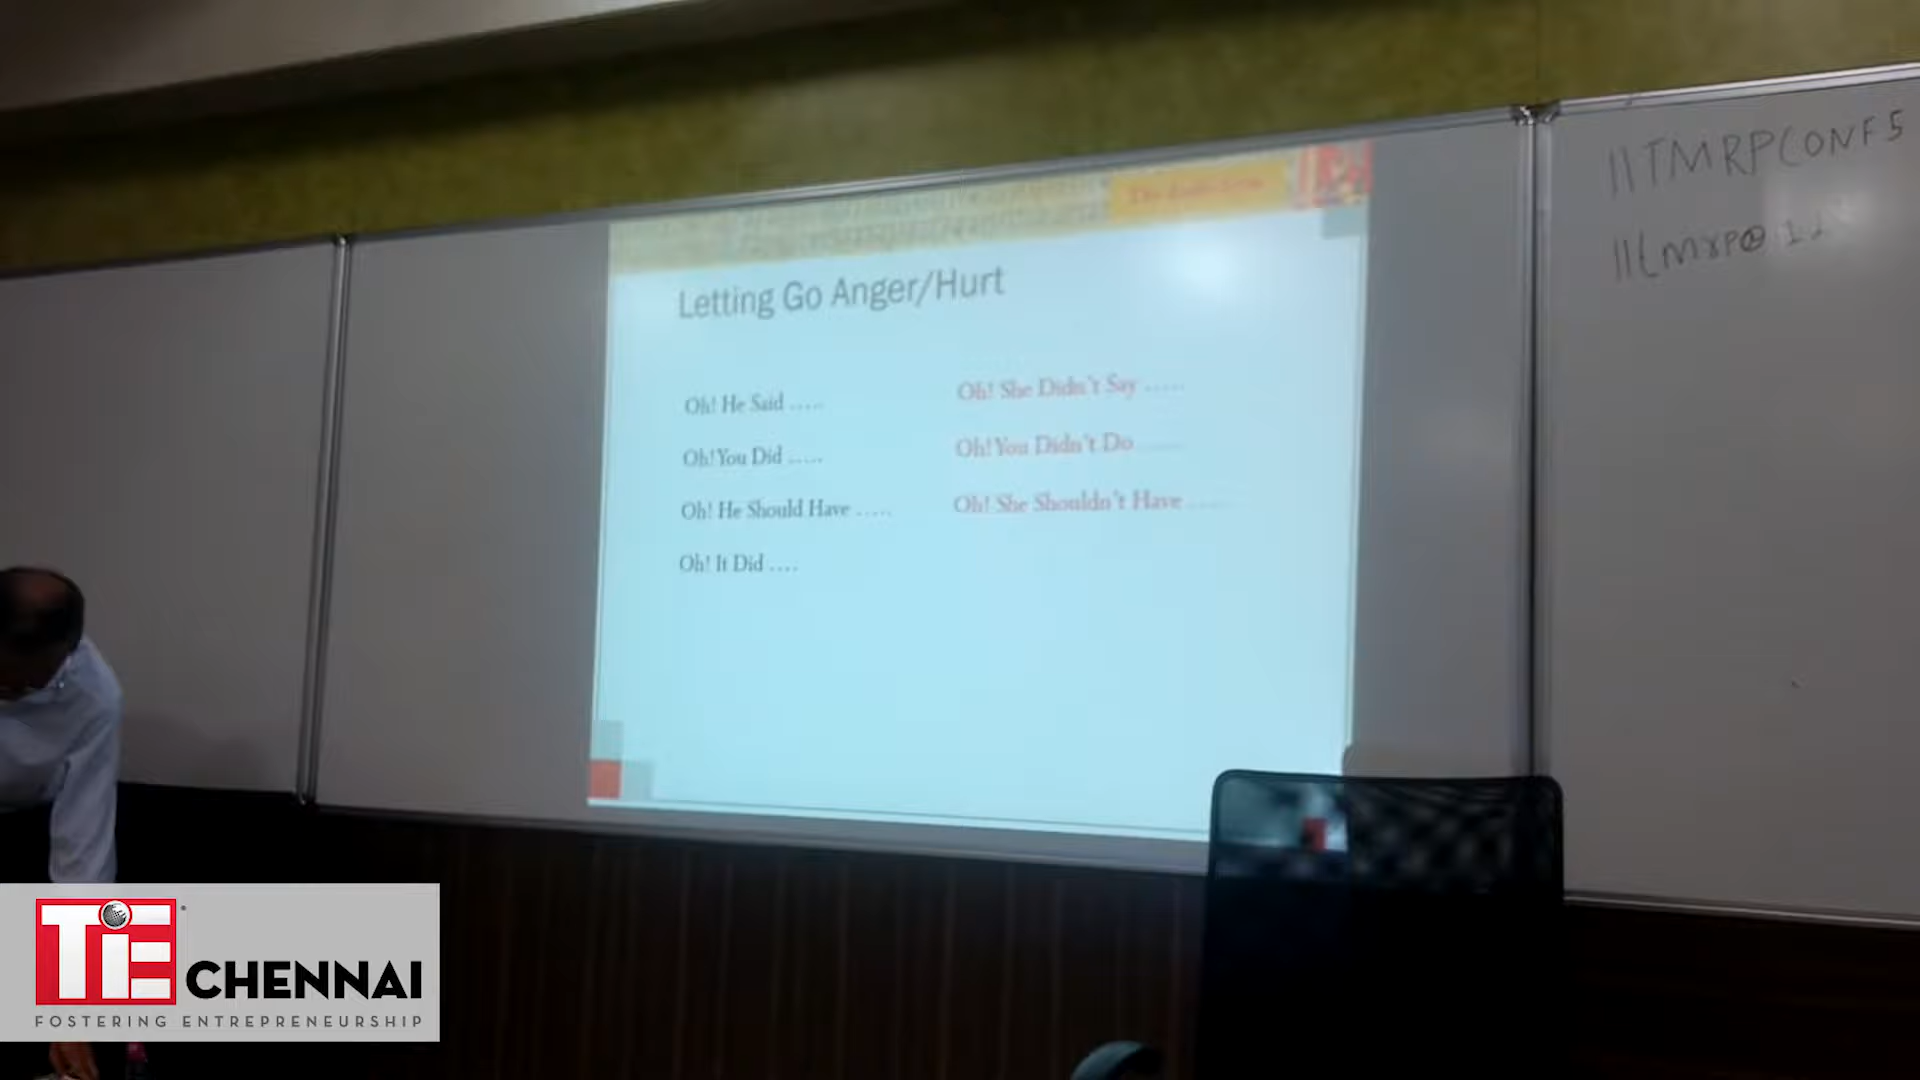 Letting Go Anger/Hurt
Oh! He Said .....
Oh! You Did .....
Oh! He Should Have .....
Oh! It Did ....
Oh! She Didn't Say .....
Oh! You Didn't Do .....
Oh! She Shouldn't Have .....
IITMRPCONF5
TiE CHENNAI
FOSTERING ENTREPRENEURSHIP